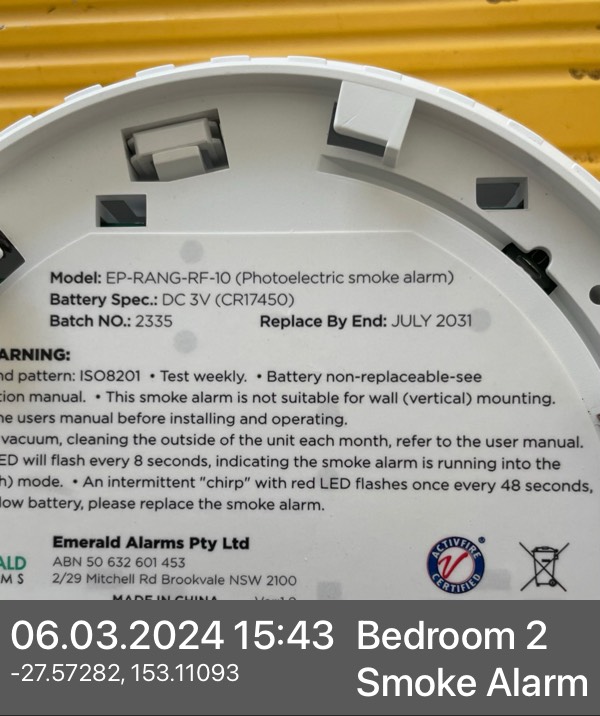 Model: EP-RANG-RF-10 (Photoelectric smoke alarm)
Battery Spec.: DC 3V (CR17450)
Batch NO.: 2335 Replace By End: JULY 2031
ARNING:
nd pattern: ISO8201 • Test weekly. • Battery non-replaceable-see
tion manual. • This smoke alarm is not suitable for wall (vertical) mounting.
he users manual before installing and operating.
vacuum, cleaning the outside of the unit each month, refer to the user manual.
ED will flash every 8 seconds, indicating the smoke alarm is running into the
h) mode. • An intermittent "chirp" with red LED flashes once every 48 seconds,
low battery, please replace the smoke alarm.
Emerald Alarms Pty Ltd
ABN 50 632 601 453
2/29 Mitchell Rd Brookvale NSW 2100
MADE IN CHINA
ALD
MS
ACTIVFIRE
CERTIFIED
®
06.03.2024 15:43 Bedroom 2
-27.57282, 153.11093 Smoke Alarm